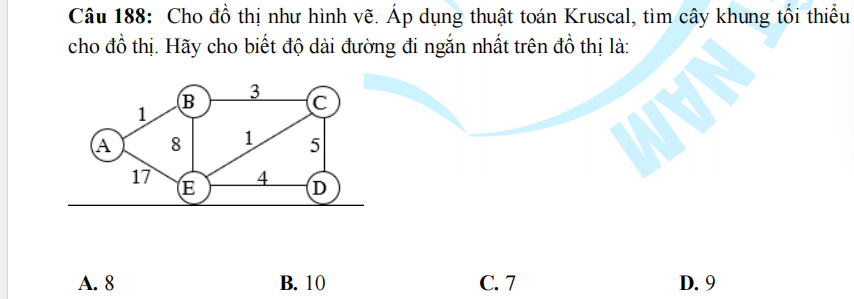 Câu 188: Cho đồ thị như hình vẽ. Áp dụng thuật toán Kruscal, tìm cây khung tối thiểu
cho đồ thị. Hãy cho biết độ dài đường đi ngắn nhất trên đồ thị là:
B 3 C
1
A 8 1 5
17
E 4 D
A. 8 B. 10 C. 7 D. 9
T NAM